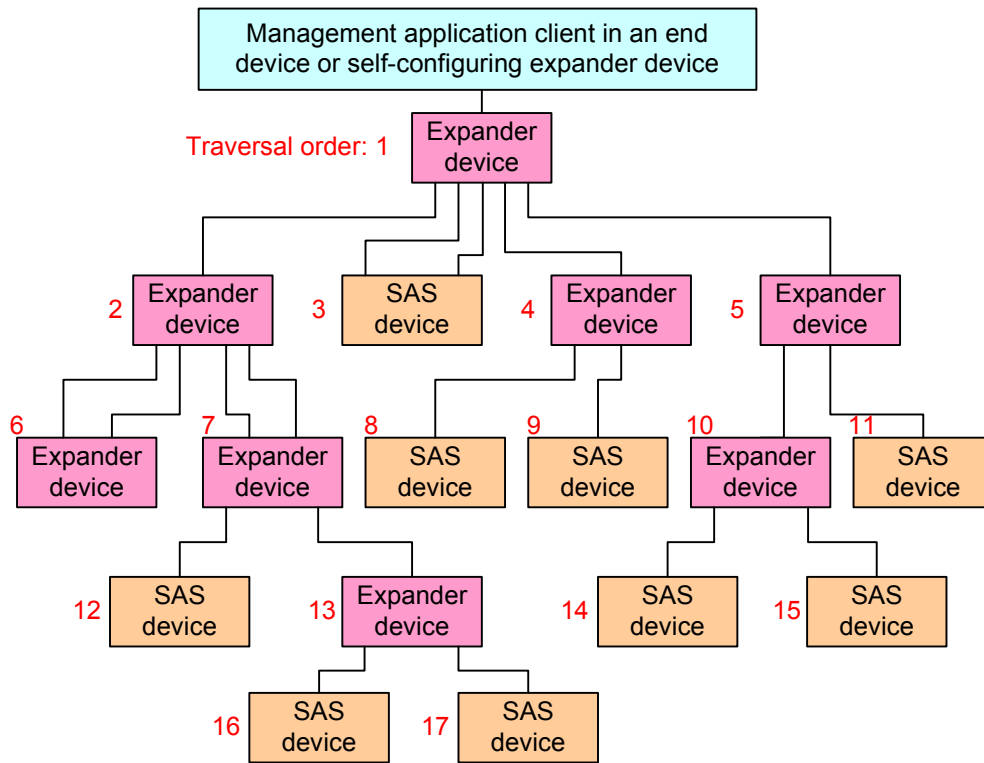 Management application client in an end
device or self-configuring expander device
Traversal order: 1
Expander
device
2
Expander
device
3
SAS
device
4
Expander
device
5
Expander
device
6
Expander
device
7
Expander
device
8
SAS
device
9
SAS
device
10
Expander
device
11
SAS
device
12
SAS
device
13
Expander
device
14
SAS
device
15
SAS
device
16
SAS
device
17
SAS
device